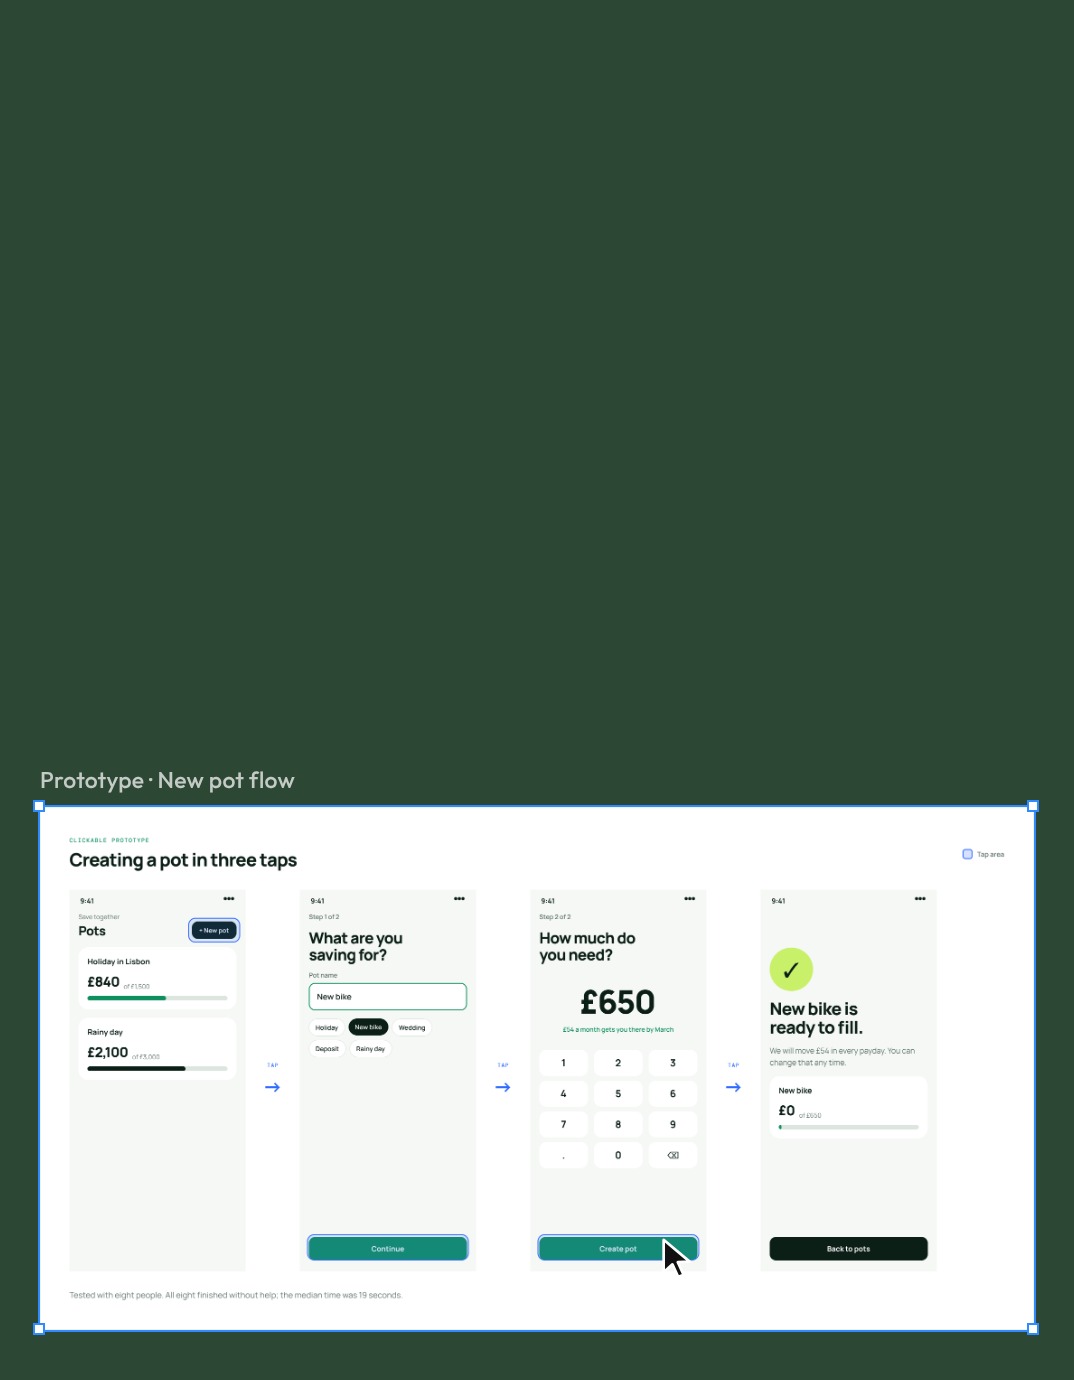 Prototype · New pot flow
CLICKABLE PROTOTYPE
Creating a pot in three taps
Tap area
9:41
Save together
Pots
+ New pot
Holiday in Lisbon
£840 of £1,600
Rainy day
£2,100 of £3,000
TAP
9:41
Step 1 of 2
What are you
saving for?
Pot name
New bike
Holiday New bike Wedding
Deposit Rainy day
Continue
TAP
9:41
Step 2 of 2
How much do
you need?
£650
£54 a month gets you there by March
1 2 3
4 5 6
7 8 9
. 0
Create pot
TAP
9:41
New bike is
ready to fill.
We will move £54 in every payday. You can
change that any time.
New bike
£0 of £650
Back to pots
Tested with eight people. All eight finished without help; the median time was 19 seconds.